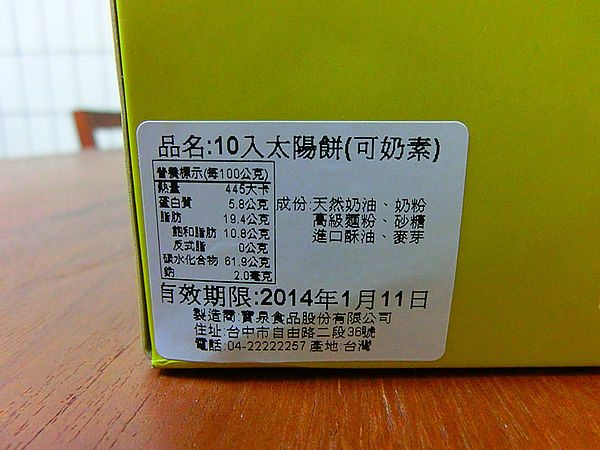 品名:10入太陽餅(可奶素)
營養標示(每100公克)
熱量 445大卡
蛋白質 5.8公克
脂肪 19.4公克
飽和脂肪 10.8公克
反式脂 0公克
碳水化合物 61.9公克
鈉 2.0毫克
成份:天然奶油、奶粉
高級麵粉、砂糖
進口酥油、麥芽
有效期限:2014年1月11日
製造商:寶泉食品股份有限公司
住址:台中市自由路二段36號
電話:04-22222257 產地:台灣